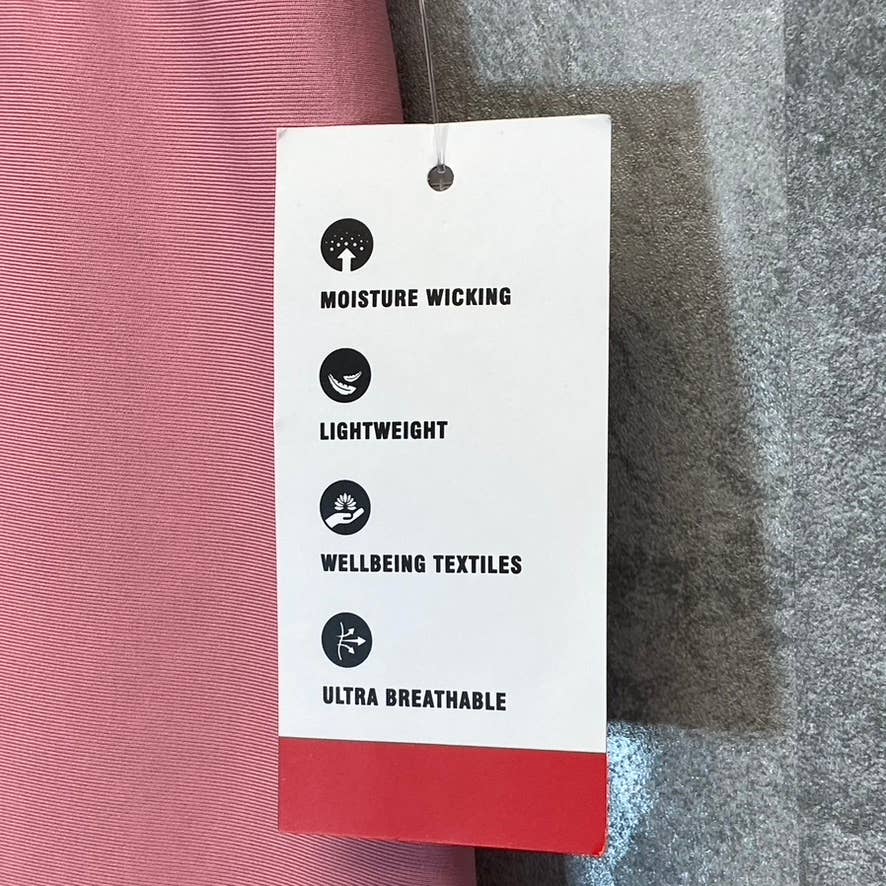 MOISTURE WICKING
LIGHTWEIGHT
WELLBEING TEXTILES
ULTRA BREATHABLE